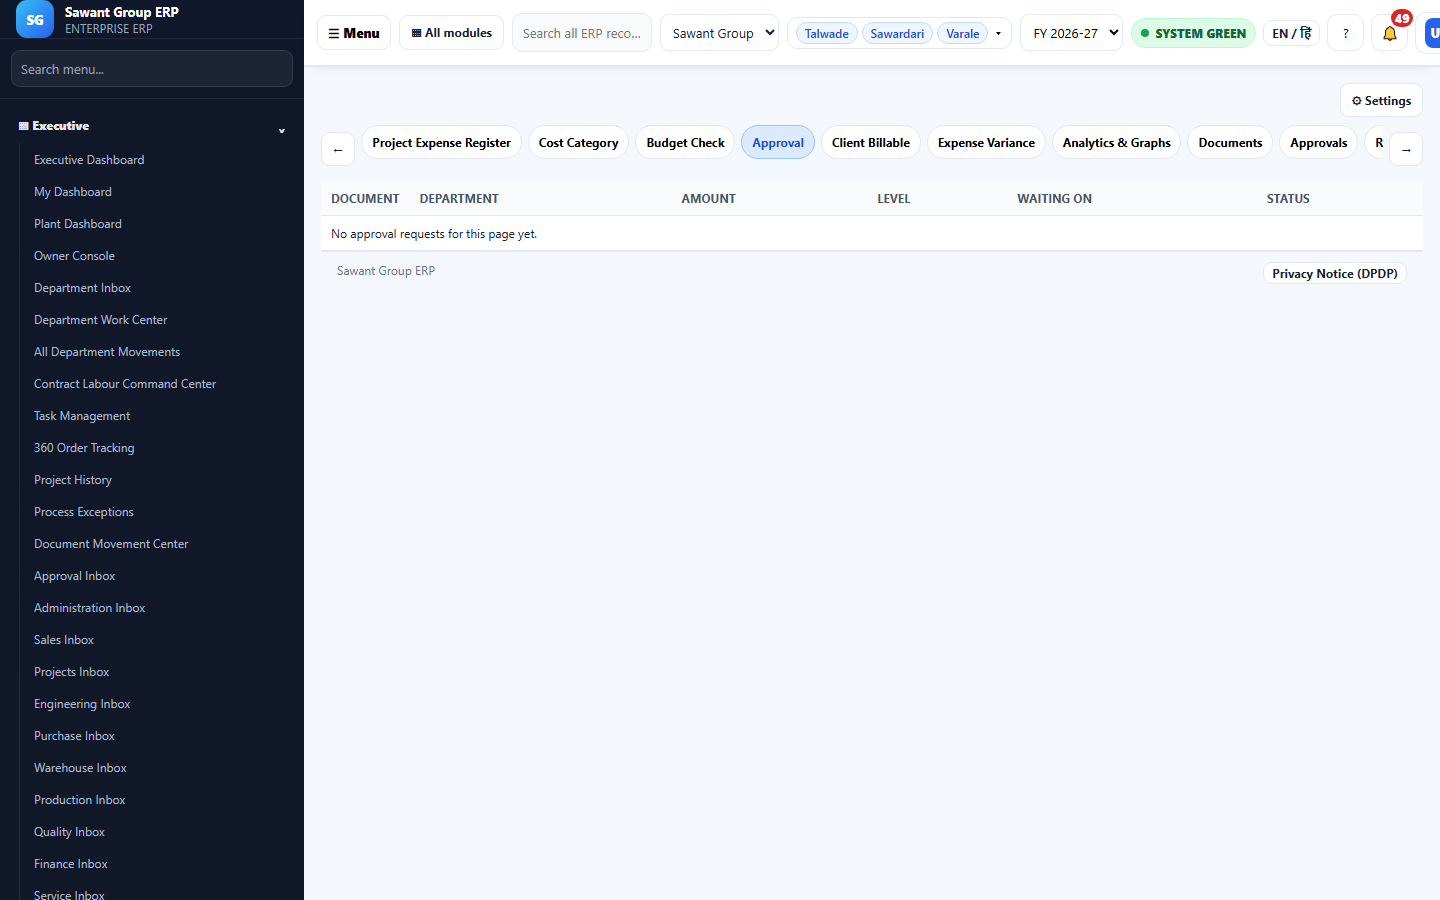 SG
Sawant Group ERP
ENTERPRISE ERP
Search menu...
Executive
Executive Dashboard
My Dashboard
Plant Dashboard
Owner Console
Department Inbox
Department Work Center
All Department Movements
Contract Labour Command Center
Task Management
360 Order Tracking
Project History
Process Exceptions
Document Movement Center
Approval Inbox
Administration Inbox
Sales Inbox
Projects Inbox
Engineering Inbox
Purchase Inbox
Warehouse Inbox
Production Inbox
Quality Inbox
Finance Inbox
Service Inbox
☰ Menu
All modules
Search all ERP reco...
Sawant Group
Talwade Sawardari Varale
FY 2026-27
SYSTEM GREEN
EN / हिं
?
49
U
Settings
← Project Expense Register Cost Category Budget Check Approval Client Billable Expense Variance Analytics & Graphs Documents Approvals R →
DOCUMENT DEPARTMENT AMOUNT LEVEL WAITING ON STATUS
No approval requests for this page yet.
Sawant Group ERP
Privacy Notice (DPDP)